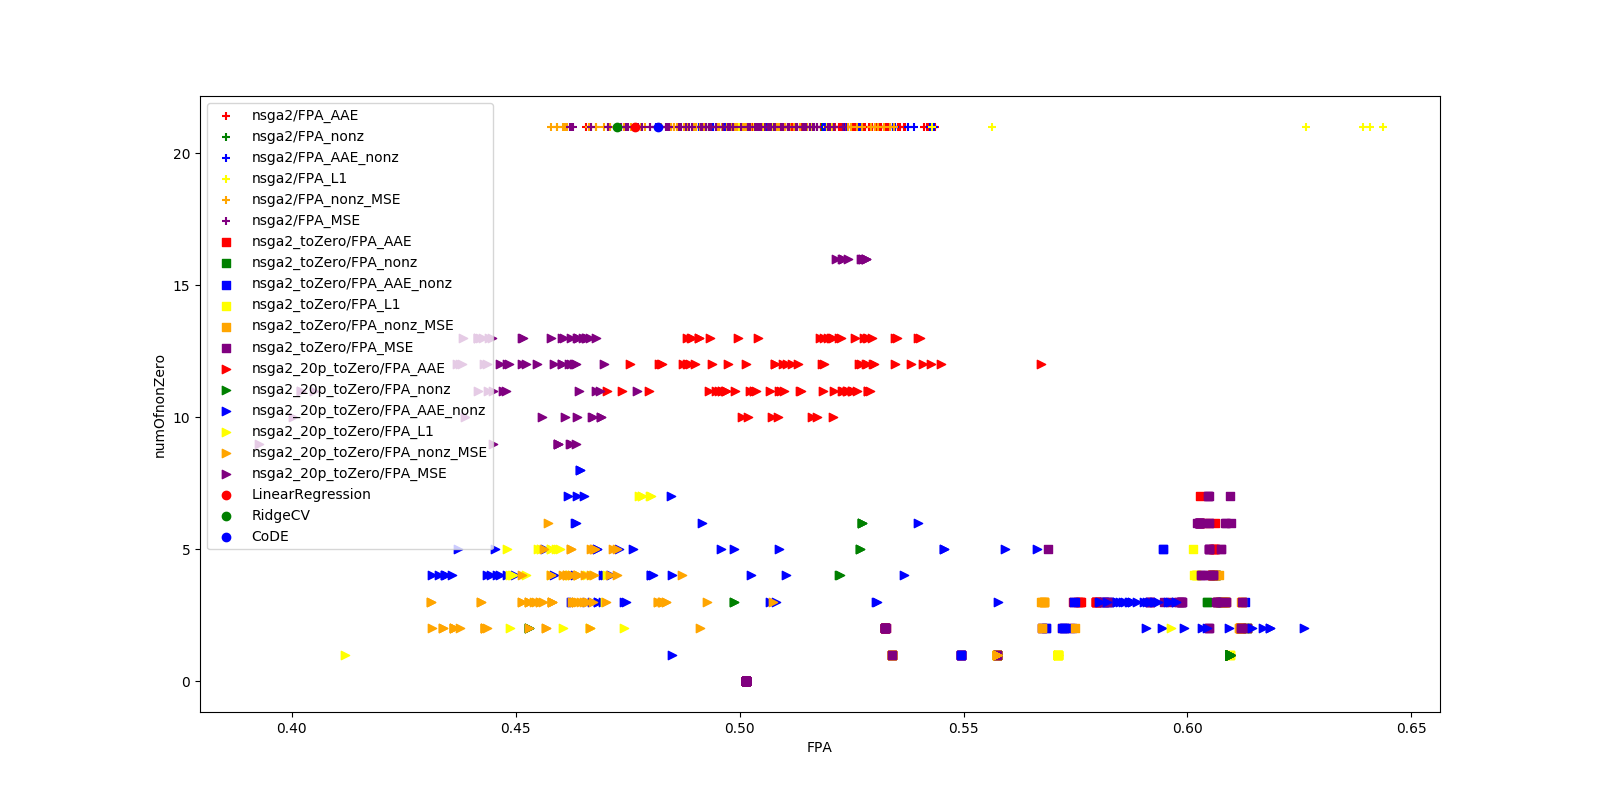 nsga2/FPA_AAE
nsga2/FPA_nonz
nsga2/FPA_AAE_nonz
nsga2/FPA_L1
nsga2/FPA_nonz_MSE
nsga2/FPA_MSE
nsga2_toZero/FPA_AAE
nsga2_toZero/FPA_nonz
nsga2_toZero/FPA_AAE_nonz
nsga2_toZero/FPA_L1
nsga2_toZero/FPA_nonz_MSE
nsga2_toZero/FPA_MSE
nsga2_20p_toZero/FPA_AAE
nsga2_20p_toZero/FPA_nonz
nsga2_20p_toZero/FPA_AAE_nonz
nsga2_20p_toZero/FPA_L1
nsga2_20p_toZero/FPA_nonz_MSE
nsga2_20p_toZero/FPA_MSE
LinearRegression
RidgeCV
CoDE
numOfnonZero
20
15
10
5
0
0.40 0.45 0.50 0.55 0.60 0.65
FPA